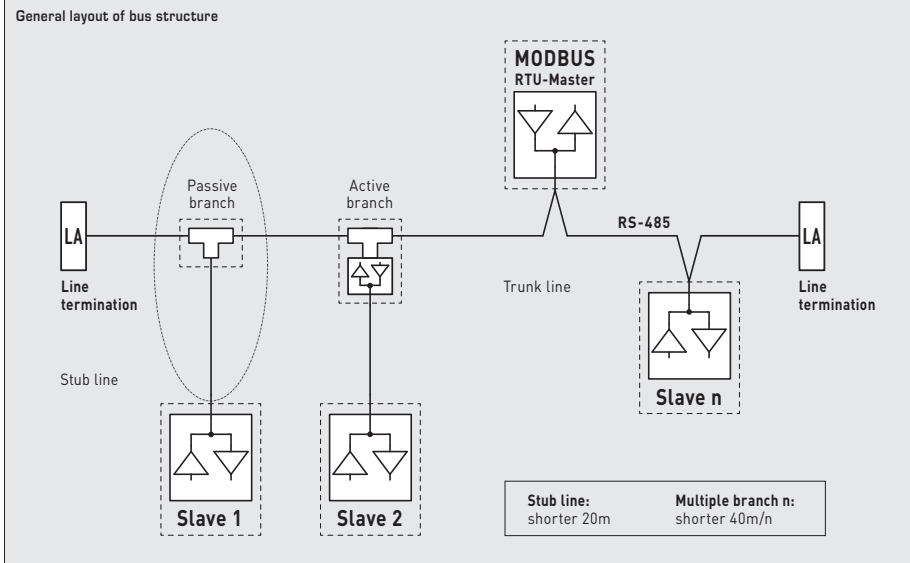 General layout of bus structure
MODBUS
RTU-Master
Passive
branch
Active
branch
LA
RS-485
LA
Line
termination
Trunk line
Line
termination
Stub line
Slave n
Slave 1
Slave 2
Stub line:
shorter 20m
Multiple branch n:
shorter 40m/n